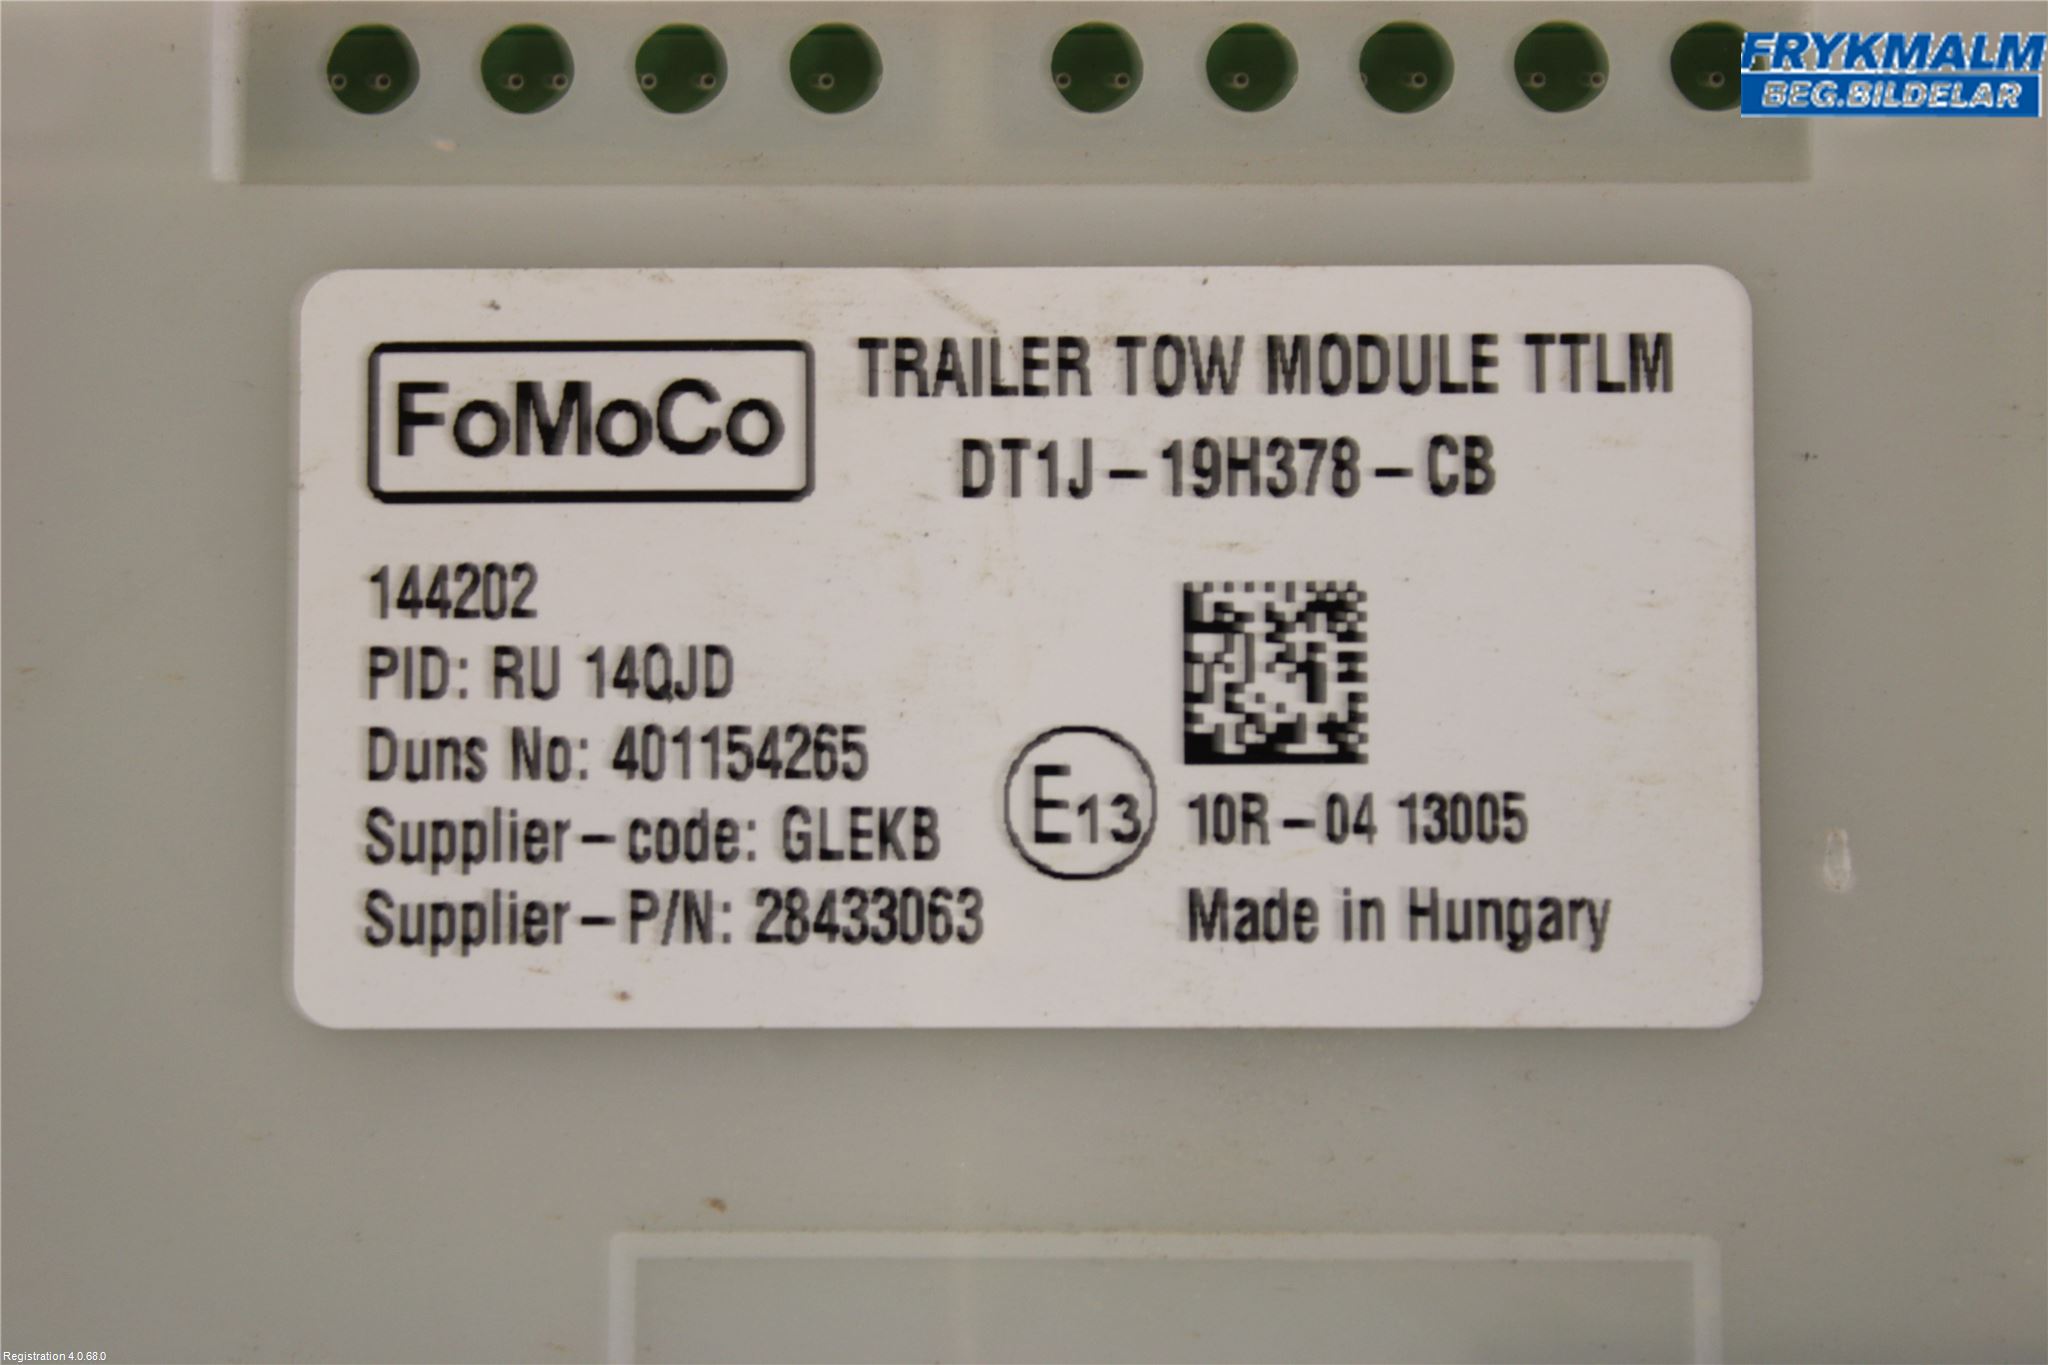 FRYKMALM
BEG.BILDELAR
FoMoCo
TRAILER TOW MODULE TTLM
DT1J-19H378-CB
144202
PID: RU 14QJD
Duns No: 401154265
Supplier-code: GLEKB
Supplier-P/N: 28433063
E13
10R-04 13005
Made in Hungary
Registration 4.0.68.0